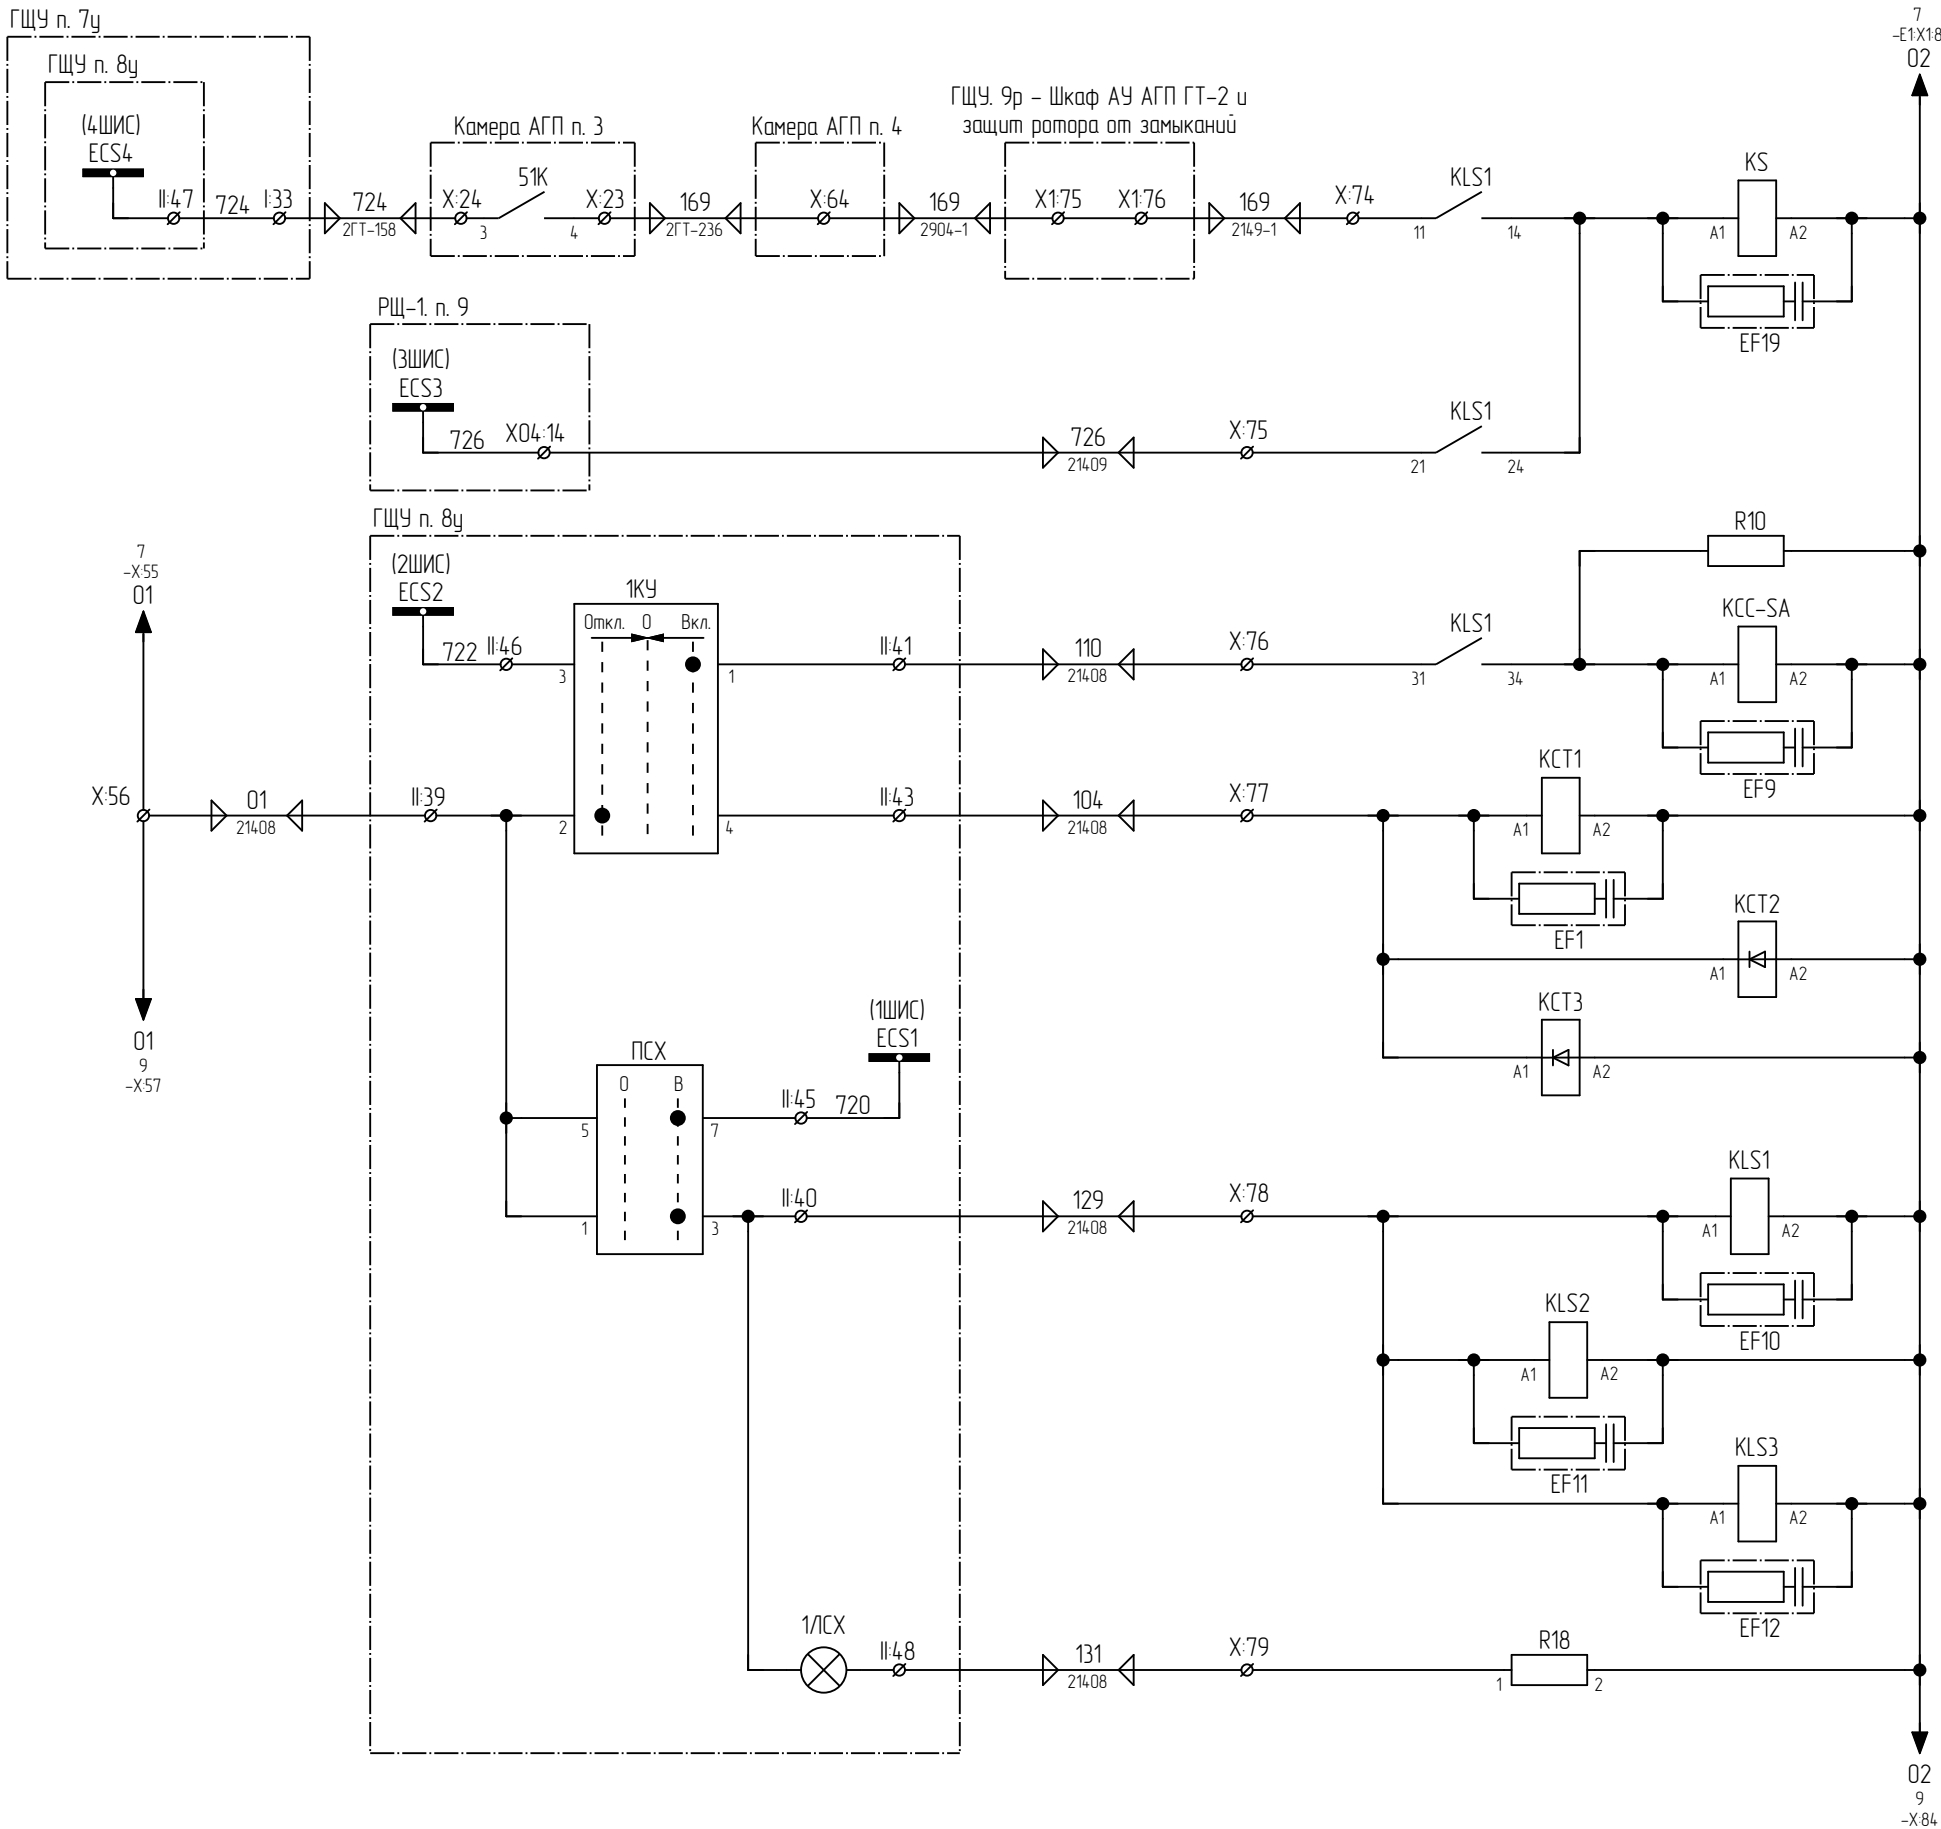 ГЩУ п. 7у
ГЩУ п. 8у
(4ШИС)
ECS4
II:47
724
I:33
724
2ГТ-158
Камера АГП п. 3
X:24
3
51К
4
X:23
169
2ГТ-236
Камера АГП п. 4
X:64
169
2904-1
ГЩУ. 9р - Шкаф АУ АГП ГТ-2 и
защит ротора от замыканий
X1:75
X1:76
169
2149-1
X:74
KLS1
11
14
KS
A1
A2
EF19
7
-E1:X1:8
02
РЩ-1. п. 9
(3ШИС)
ECS3
726
X04:14
726
21409
X:75
KLS1
21
24
ГЩУ п. 8у
(2ШИС)
ECS2
722
II:46
1КУ
Откл.
0
Вкл.
3
1
II:41
110
21408
X:76
KLS1
31
34
R10
KCC-SA
A1
A2
EF9
7
-X:55
01
X:56
01
21408
II:39
2
4
II:43
104
21408
X:77
KCT1
A1
A2
EF1
KCT2
A1
A2
KCT3
A1
A2
01
9
-X:57
ПСХ
0
В
5
7
II:45
720
(1ШИС)
ECS1
1
3
II:40
129
21408
X:78
KLS1
A1
A2
EF10
KLS2
A1
A2
EF11
KLS3
A1
A2
EF12
1ЛСХ
II:48
131
21408
X:79
R18
1
2
02
9
-X:84